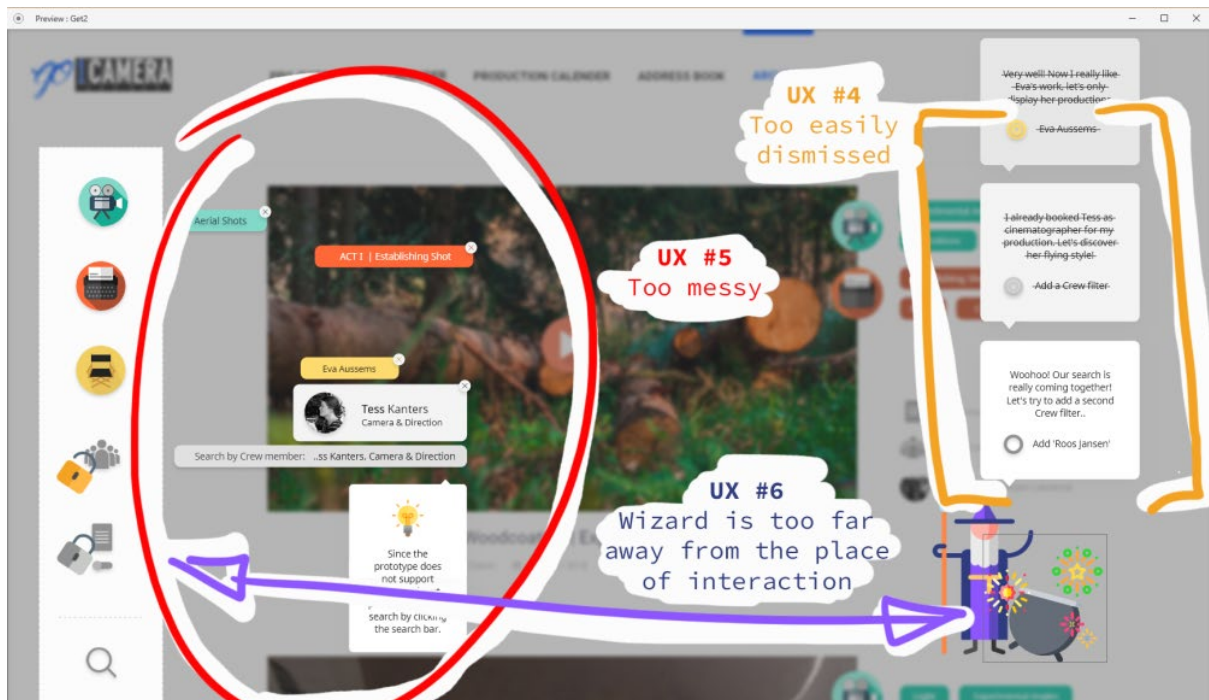 Preview : Get2
CAMERA
PRODUCTION CALENDER
ADDRESS BOOK
Very well! Now I really like
Eva's work, let's only
display her productions
Eva Aussems
UX #4
Too easily
dismissed
I already booked Tess as
cinematographer for my
production. Let's discover
her flying style!
Add a Crew filter
Aerial Shots
ACT I | Establishing Shot
UX #5
Too messy
Eva Aussems
Tess Kanters
Camera & Direction
Search by Crew member: ..ss Kanters, Camera & Direction
Woohoo! Our search is
really coming together!
Let's try to add a second
Crew filter..
Add 'Roos Jansen'
UX #6
Wizard is too far
away from the place
of interaction
Since the
prototype does
not support
search by clicking
the search bar.